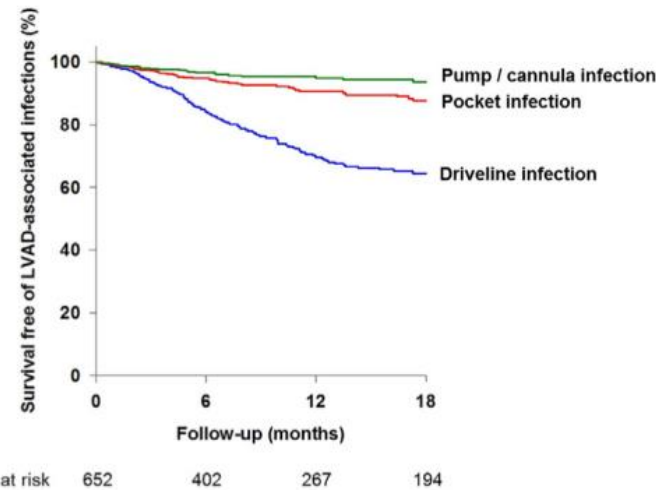 Survival free of LVAD-associated infections (%)
100
80
60
40
20
0
Pump / cannula infection
Pocket infection
Driveline infection
0 6 12 18
Follow-up (months)
at risk 652 402 267 194